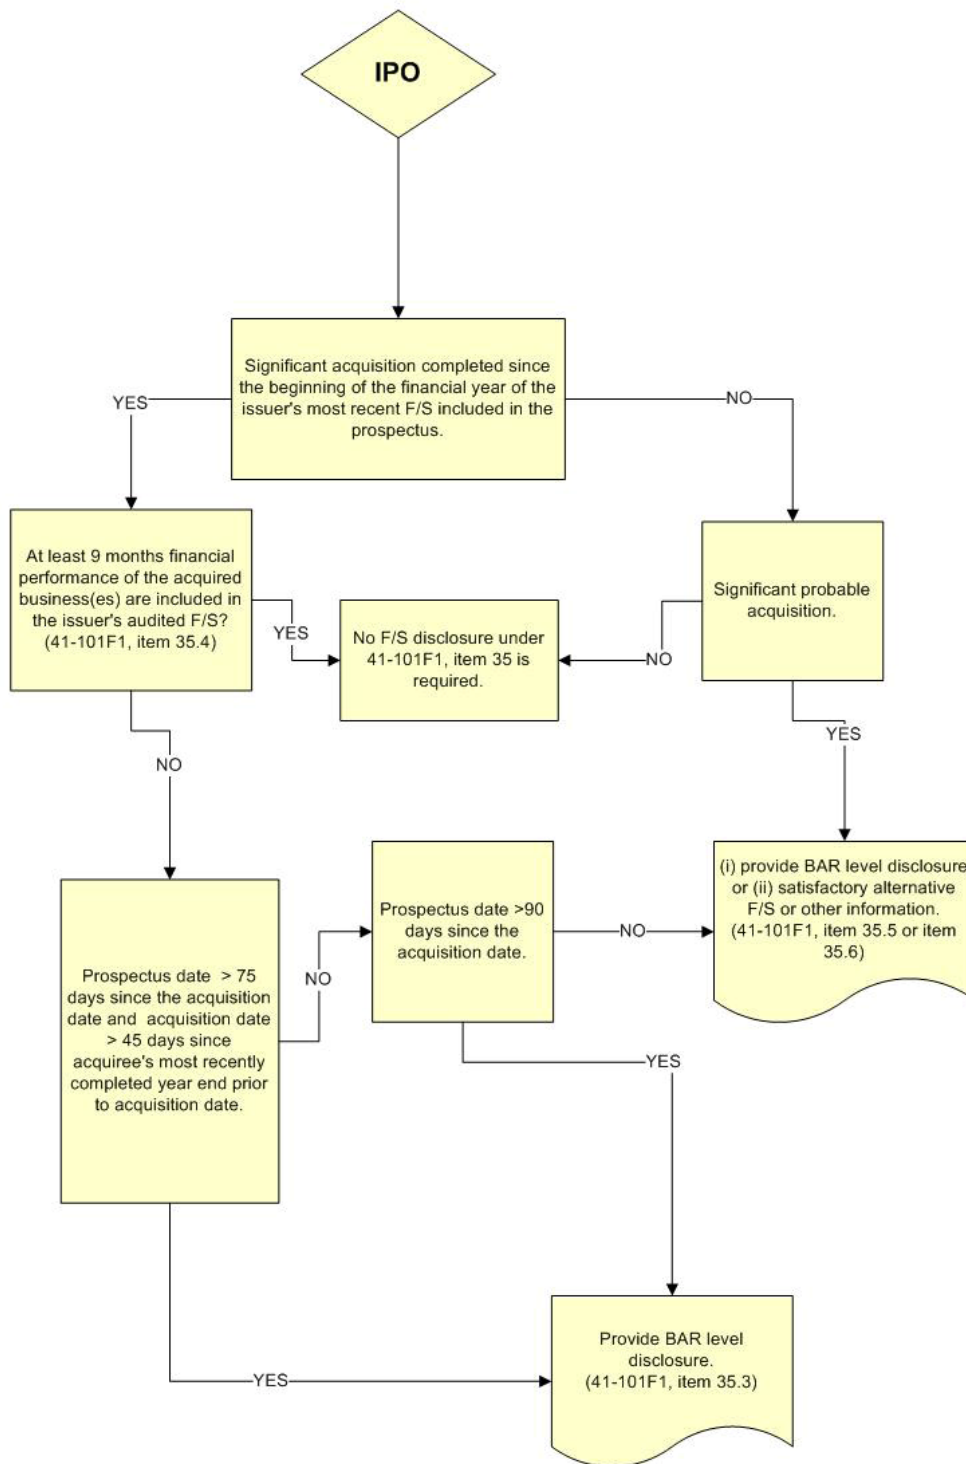 IPO
Significant acquisition completed since
the beginning of the financial year of the
issuer's most recent F/S included in the
prospectus.
YES
NO
At least 9 months financial
performance of the acquired
business(es) are included in
the issuer's audited F/S?
(41-101F1, item 35.4)
YES
No F/S disclosure under
41-101F1, item 35 is
required.
NO
Significant probable
acquisition.
YES
NO
Prospectus date > 75
days since the acquisition
date and acquisition date
> 45 days since
acquiree's most recently
completed year end prior
to acquisition date.
NO
Prospectus date >90
days since the
acquisition date.
NO
(i) provide BAR level disclosure
or (ii) satisfactory alternative
F/S or other information.
(41-101F1, item 35.5 or item
35.6)
YES
YES
Provide BAR level
disclosure.
(41-101F1, item 35.3)